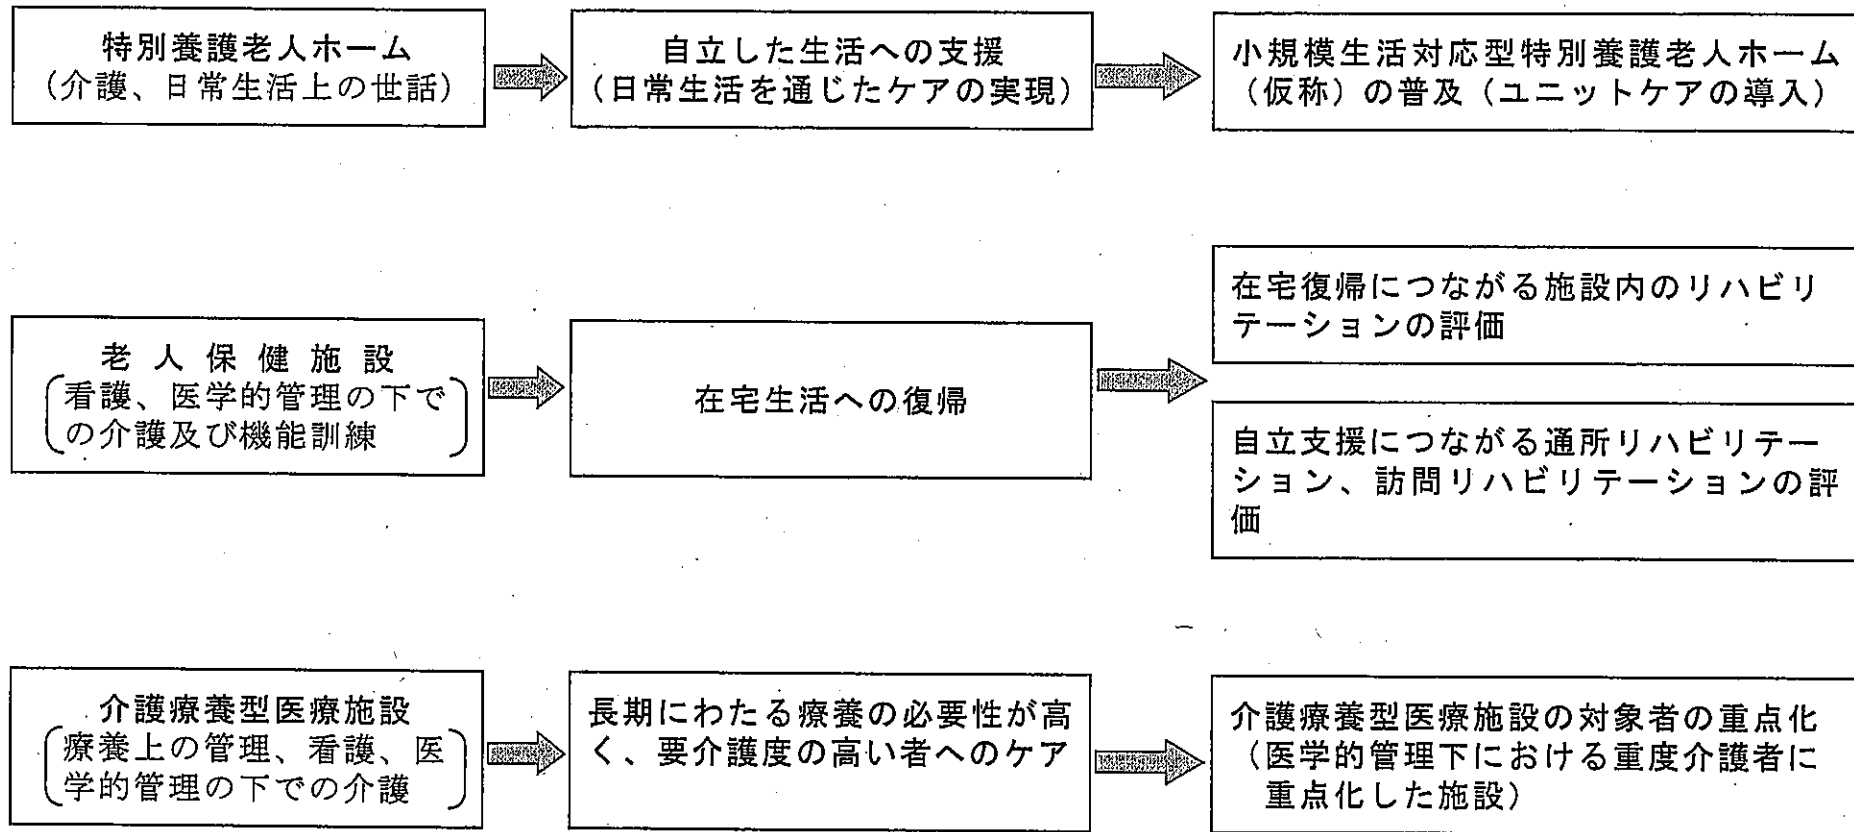 特別養護老人ホーム
（介護、日常生活上の世話）
自立した生活への支援
（日常生活を通じたケアの実現）
小規模生活対応型特別養護老人ホーム
（仮称）の普及（ユニットケアの導入）
老人保健施設
看護、医学的管理の下で
の介護及び機能訓練
在宅生活への復帰
在宅復帰につながる施設内のリハビリ
テーションの評価
自立支援につながる通所リハビリテー
ション、訪問リハビリテーションの評
価
介護療養型医療施設
療養上の管理、看護、医
学的管理の下での介護
長期にわたる療養の必要性が高
く、要介護度の高い者へのケア
介護療養型医療施設の対象者の重点化
（医学的管理下における重度介護者に
重点化した施設）